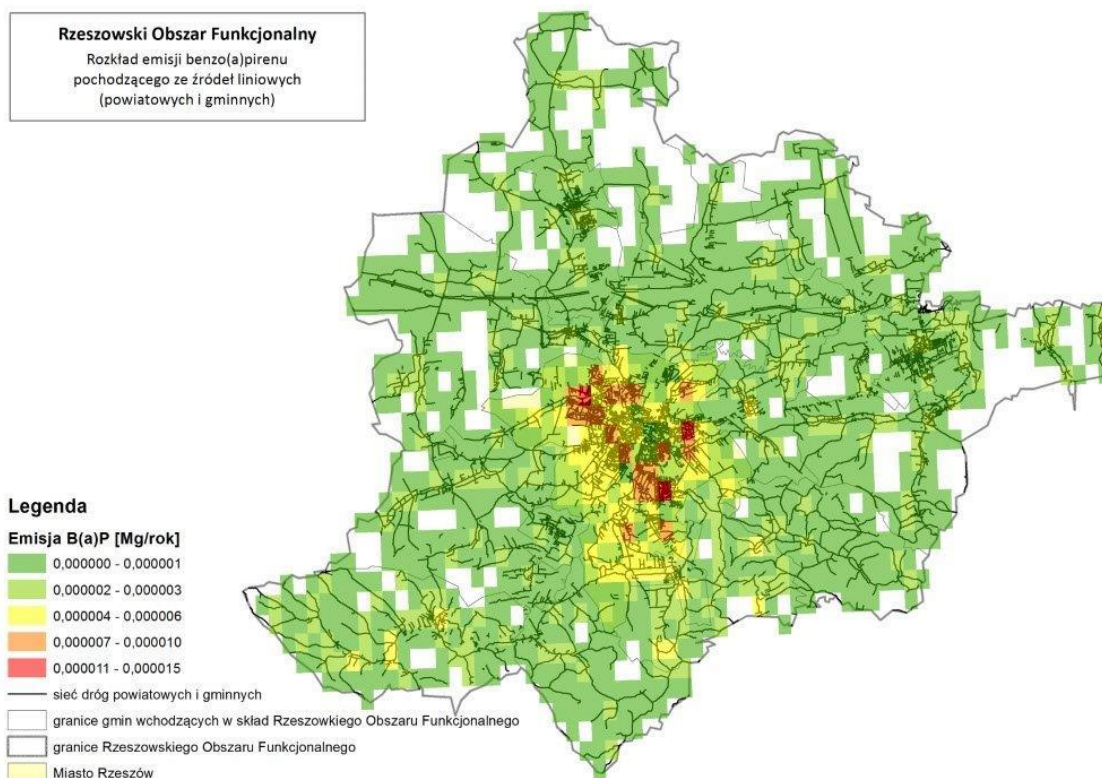 Rzeszowski Obszar Funkcjonalny
Rozkład emisji benzo(a)pirenu
pochodzącego ze źródeł liniowych
(powiatowych i gminnych)
Legenda
Emisja B(a)P [Mg/rok]
0,000000 - 0,000001
0,000002 - 0,000003
0,000004 - 0,000006
0,000007 - 0,000010
0,000011 - 0,000015
sieć dróg powiatowych i gminnych
granice gmin wchodzących w skład Rzeszowkiego Obszaru Funkcjonalnego
granice Rzeszowskiego Obszaru Funkcjonalnego
Miasto Rzeszów